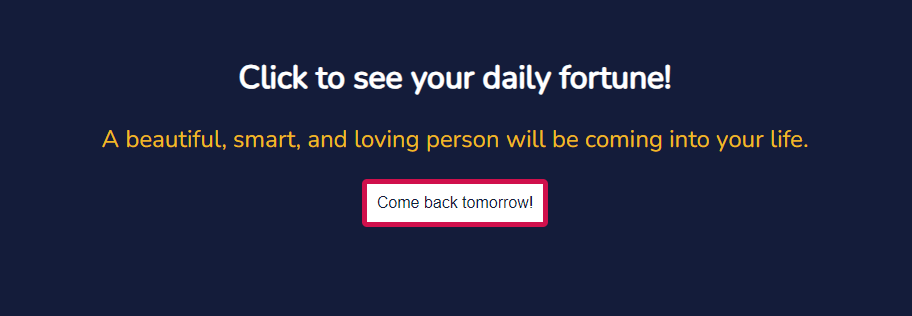 Click to see your daily fortune!
A beautiful, smart, and loving person will be coming into your life.
Come back tomorrow!